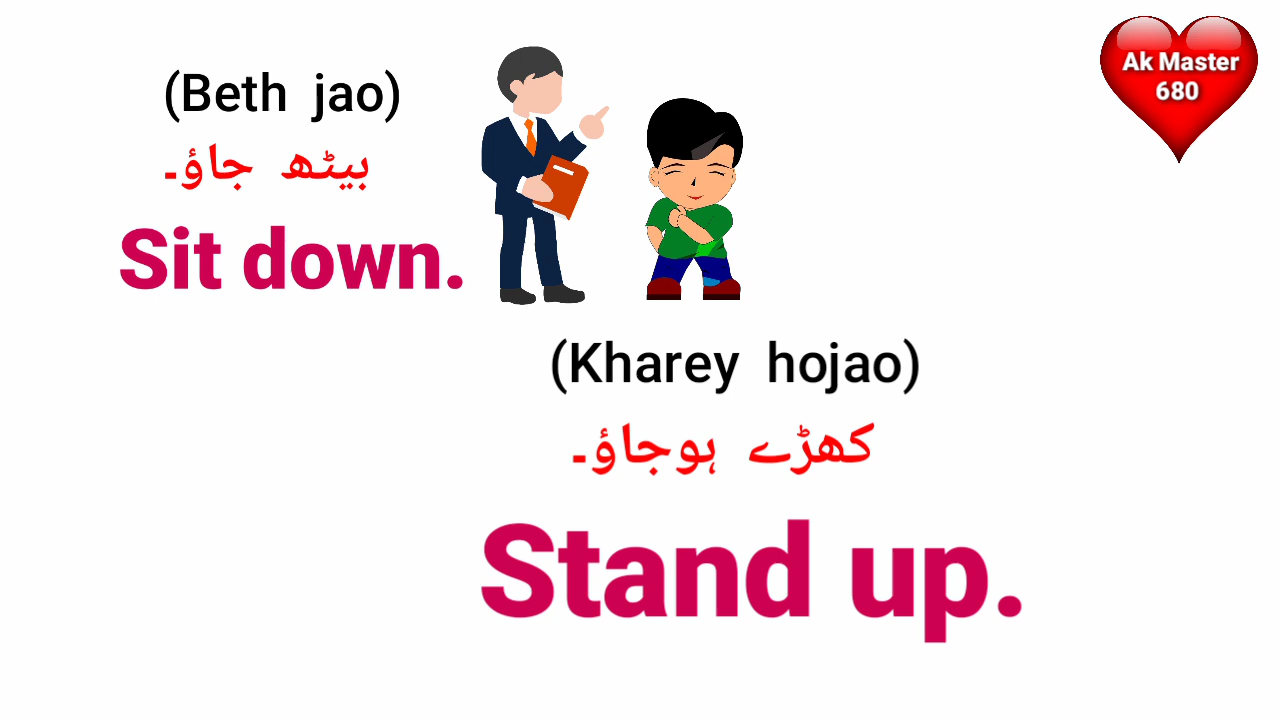 (Beth jao)
بیٹھ جاؤ۔
Sit down.
Ak Master
680
(Kharey hojao)
کھڑے ہوجاؤ۔
Stand up.